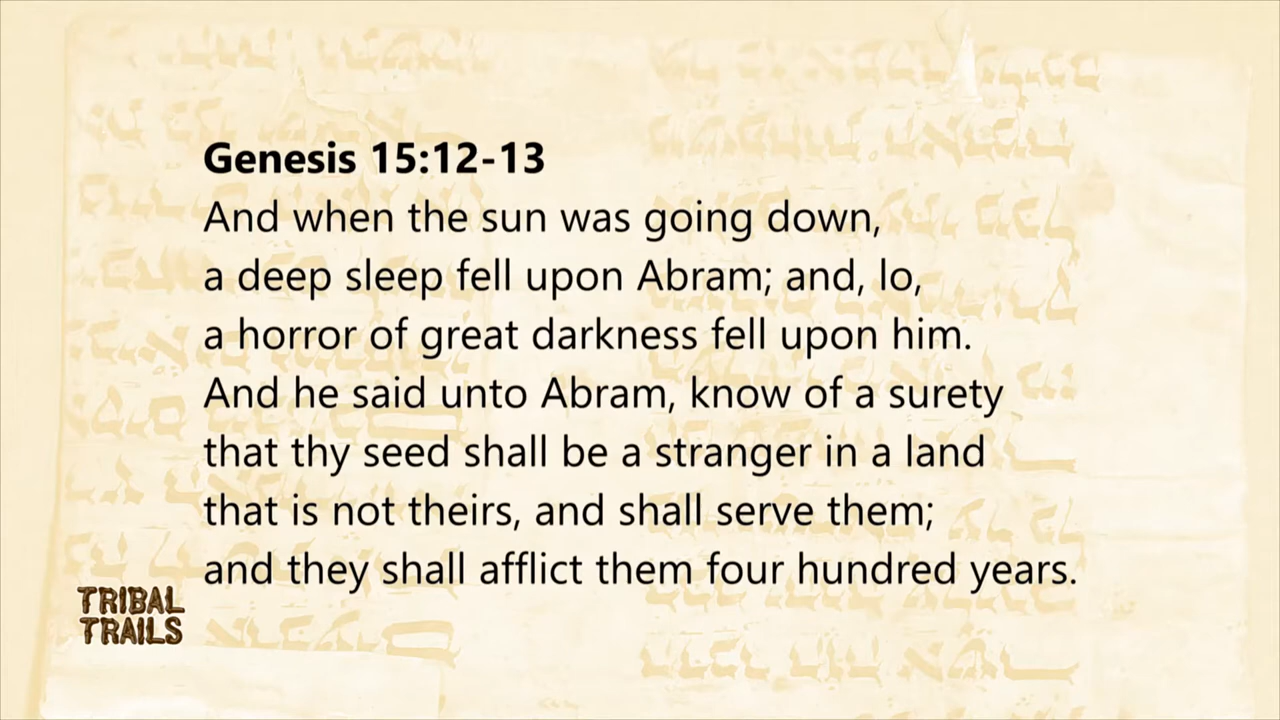 Genesis 15:12-13
And when the sun was going down,
a deep sleep fell upon Abram; and, lo,
a horror of great darkness fell upon him.
And he said unto Abram, know of a surety
that thy seed shall be a stranger in a land
that is not theirs, and shall serve them;
and they shall afflict them four hundred years.
TRIBAL
TRAILS